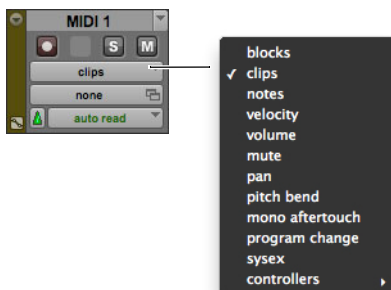 MIDI 1
S M
clips
none
auto read
blocks
✓ clips
notes
velocity
volume
mute
pan
pitch bend
mono aftertouch
program change
sysex
controllers